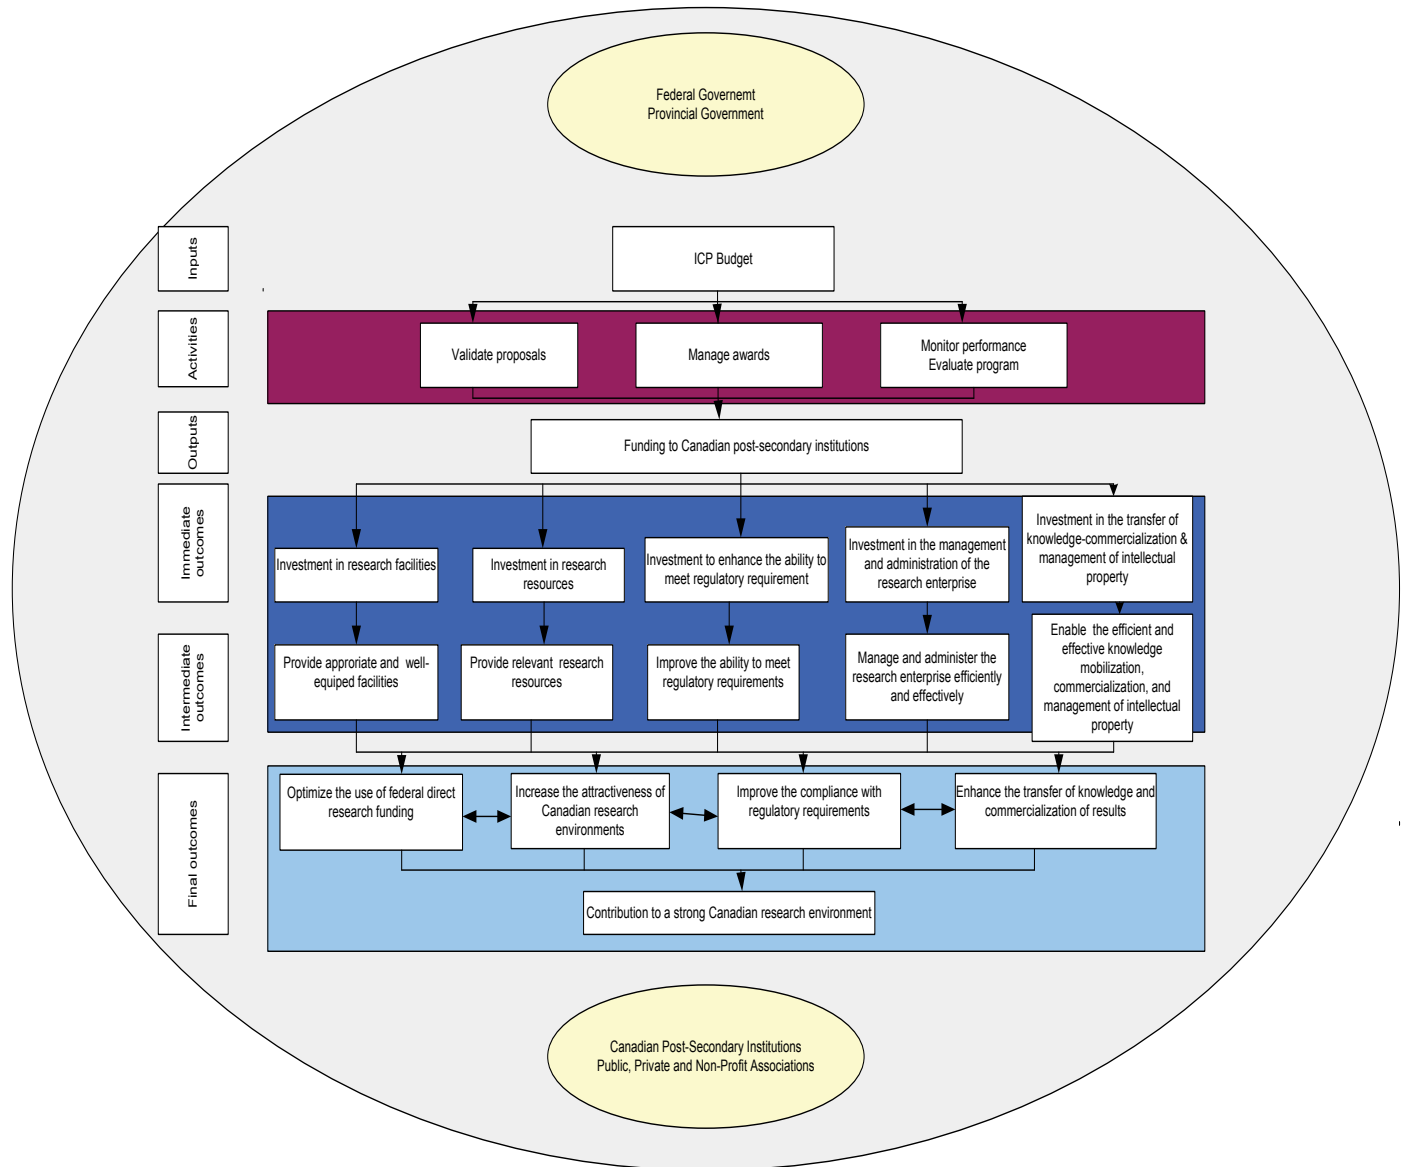 Federal Governemt
Provincial Government
Inputs
ICP Budget
Activities
Validate proposals
Manage awards
Monitor performance
Evaluate program
Outputs
Funding to Canadian post-secondary institutions
Immediate
outcomes
Investment in research facilities
Investment in research
resources
Investment to enhance the ability to
meet regulatory requirement
Investment in the management
and administration of the
research enterprise
Investment in the transfer of
knowledge-commercialization &
management of intellectual
property
Intermediate
outcomes
Provide approriate and well-
equiped facilities
Provide relevant research
resources
Improve the ability to meet
regulatory requirements
Manage and administer the
research enterprise efficiently
and effectively
Enable the efficient and
effective knowledge
mobilization,
commercialization, and
management of intellectual
property
Final outcomes
Optimize the use of federal direct
research funding
Increase the attractiveness of
Canadian research
environments
Improve the compliance with
regulatory requirements
Enhance the transfer of knowledge and
commercialization of results
Contribution to a strong Canadian research environment
Canadian Post-Secondary Institutions
Public, Private and Non-Profit Associations